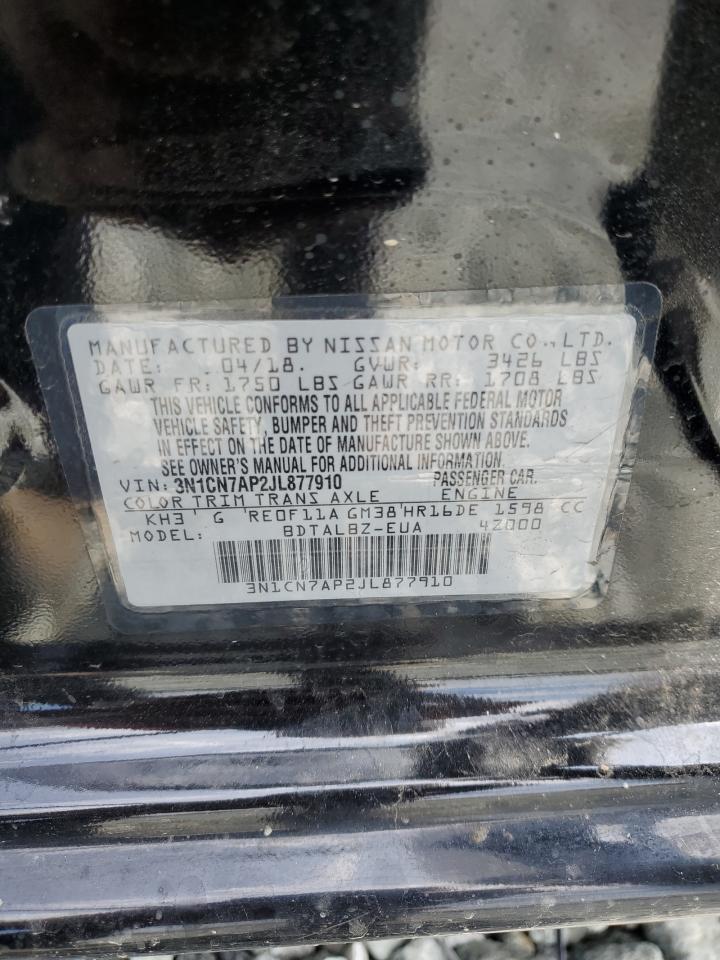 MANUFACTURED BY NISSAN MOTOR CO., LTD.
DATE: 04/18. GVWR: 3426 LBS
GAWR FR: 1750 LBS GAWR RR: 1708 LBS
THIS VEHICLE CONFORMS TO ALL APPLICABLE FEDERAL MOTOR
VEHICLE SAFETY, BUMPER AND THEFT PREVENTION STANDARDS
IN EFFECT ON THE DATE OF MANUFACTURE SHOWN ABOVE.
SEE OWNER'S MANUAL FOR ADDITIONAL INFORMATION.
VIN: 3N1CN7AP2JL877910 PASSENGER CAR.
COLOR TRIM TRANS AXLE ENGINE
KH3 G RE0F11A GM38 HR16DE 1598 CC
MODEL: BDTALBZ-EUA 4Z000
3N1CN7AP2JL877910